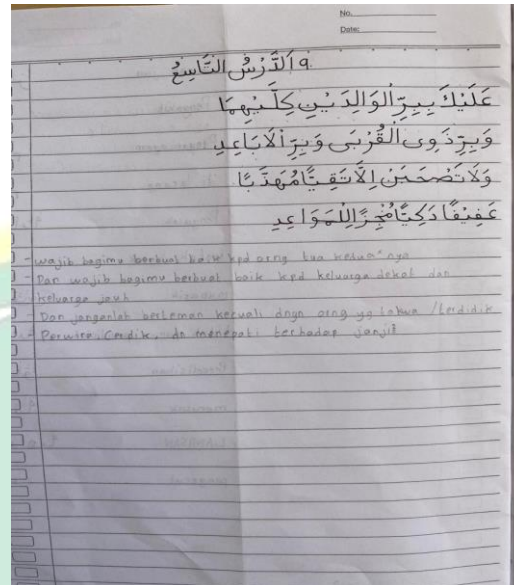 No.
Date:
٩ اَلدَّرْسُ التَّاسِعُ
عَلَيْكَ بِبِرِّ الْوَالِدَيْنِ كِلَيْهِمَا
وَبِرِّ ذَوِى الْقُرْبَى وَبِرِّ الْاَبَاعِدِ
وَلَا تَصْحَبَنْ اِلَّا تَقِيًّا مُهَذَّبًا
عَفِيْفًا ذَكِيًّا مُنْجِزًا لِلْمَوَاعِدِ
- wajib bagimu berbuat baik kpd orng tua kedua"nya
- Dan wajib bagimu berbuat baik kpd keluarga dekat dan
keluarga jauh
- Dan janganlah berteman kecuali dngn orng yg takwa /terdidik
- Perwira, Cerdik, dn menepati terhadap janji²